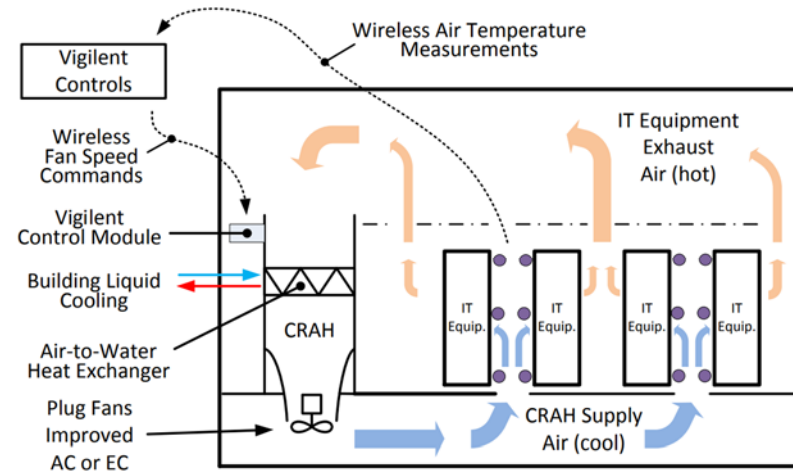 Wireless Air Temperature
Measurements
Vigilent
Controls
Wireless
Fan Speed
Commands
IT Equipment
Exhaust
Air (hot)
Vigilent
Control Module
Building Liquid
Cooling
CRAH
IT
Equip.
IT
Equip.
IT
Equip.
IT
Equip.
Air-to-Water
Heat Exchanger
Plug Fans
Improved
AC or EC
CRAH Supply
Air (cool)